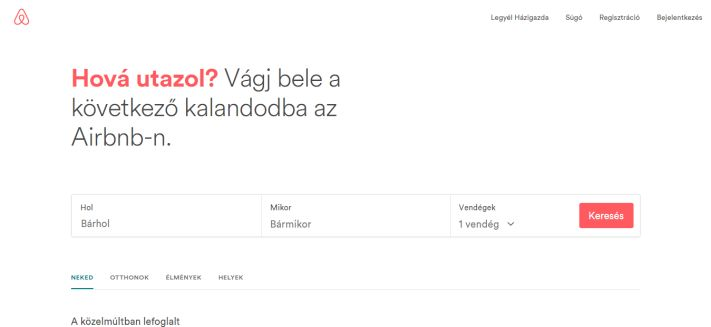 Legyél Házigazda Súgó Regisztráció Bejelentkezés
Hová utazol? Vágj bele a
következő kalandodba az
Airbnb-n.
Hol Mikor Vendégek
Bárhol Bármikor 1 vendég Keresés
NEKED OTTHONOK ÉLMÉNYEK HELYEK
A közelmúltban lefoglalt